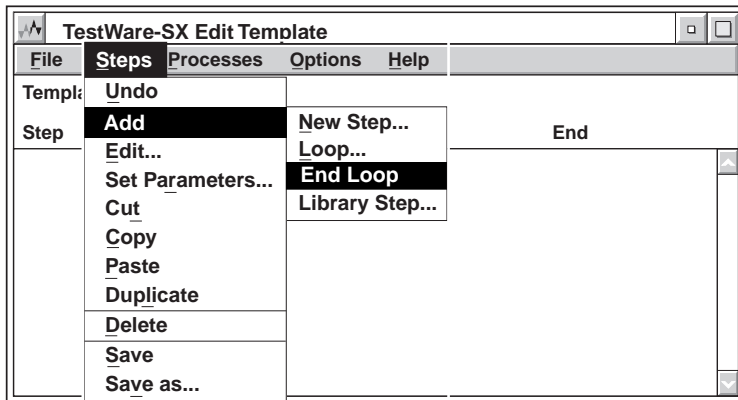 TestWare-SX Edit Template
File Steps Processes Options Help
Undo
Step
Add
New Step...
End
Edit...
Loop...
Set Parameters...
End Loop
Cut
Library Step...
Copy
Paste
Duplicate
Delete
Save
Save as...